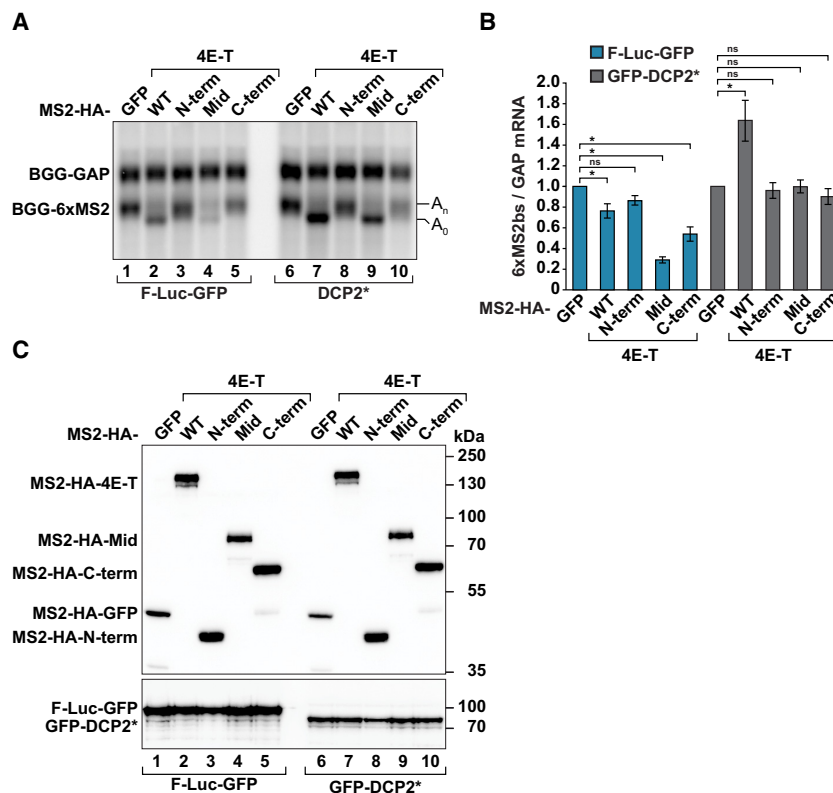 A
4E-T
4E-T
MS2-HA- GFP WT N-term Mid C-term GFP WT N-term Mid C-term
BGG-GAP
BGG-6xMS2
An
A0
1 2 3 4 5 6 7 8 9 10
F-Luc-GFP DCP2*
B
F-Luc-GFP
GFP-DCP2*
6xMS2bs / GAP mRNA
2.0
1.8
1.6
1.4
1.2
1.0
0.8
0.6
0.4
0.2
0
* ns * *
* ns ns ns
MS2-HA- GFP WT N-term Mid C-term GFP WT N-term Mid C-term
4E-T 4E-T
C
4E-T 4E-T
MS2-HA- GFP WT N-term Mid C-term GFP WT N-term Mid C-term kDa
MS2-HA-4E-T
MS2-HA-Mid
MS2-HA-C-term
MS2-HA-GFP
MS2-HA-N-term
250
130
100
70
55
35
F-Luc-GFP 100
GFP-DCP2* 70
1 2 3 4 5 6 7 8 9 10
F-Luc-GFP GFP-DCP2*